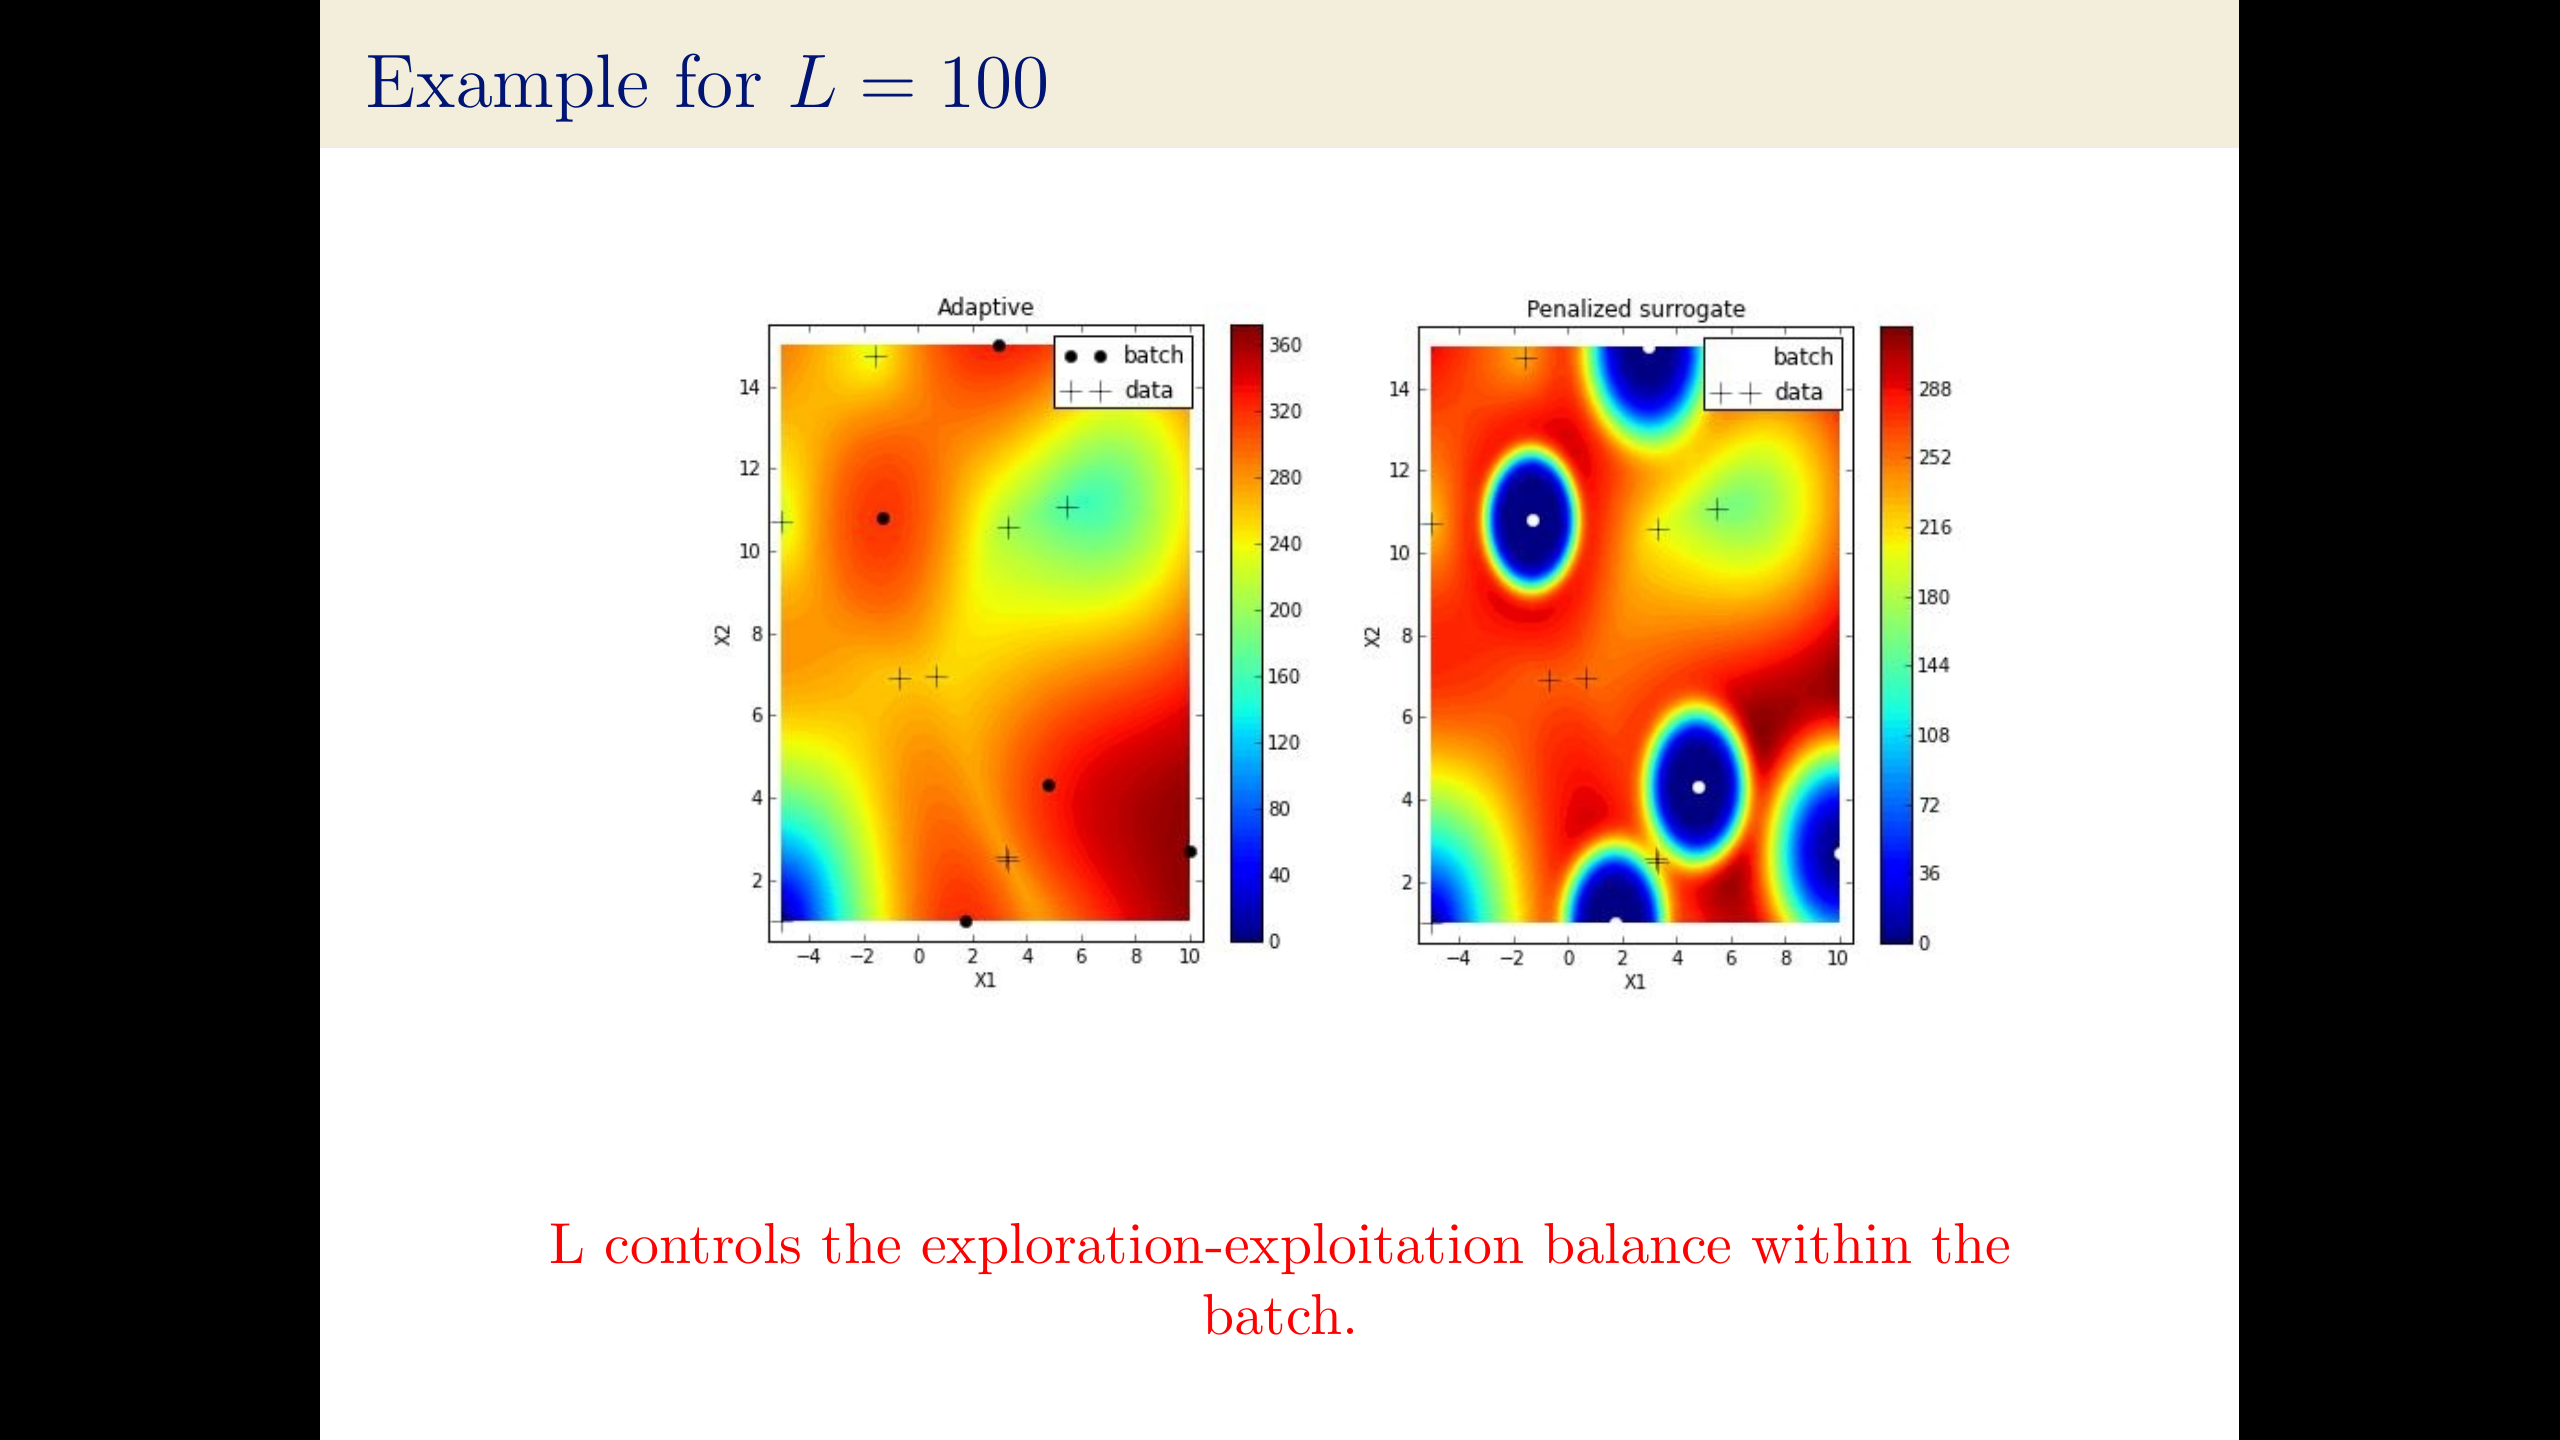 Example for L = 100
Adaptive
batch
data
14
12
10
8
6
4
2
X2
−4 −2 0 2 4 6 8 10
X1
360
320
280
240
200
160
120
80
40
0
Penalized surrogate
batch
data
14
12
10
8
6
4
2
X2
−4 −2 0 2 4 6 8 10
X1
288
252
216
180
144
108
72
36
0
L controls the exploration-exploitation balance within the
batch.